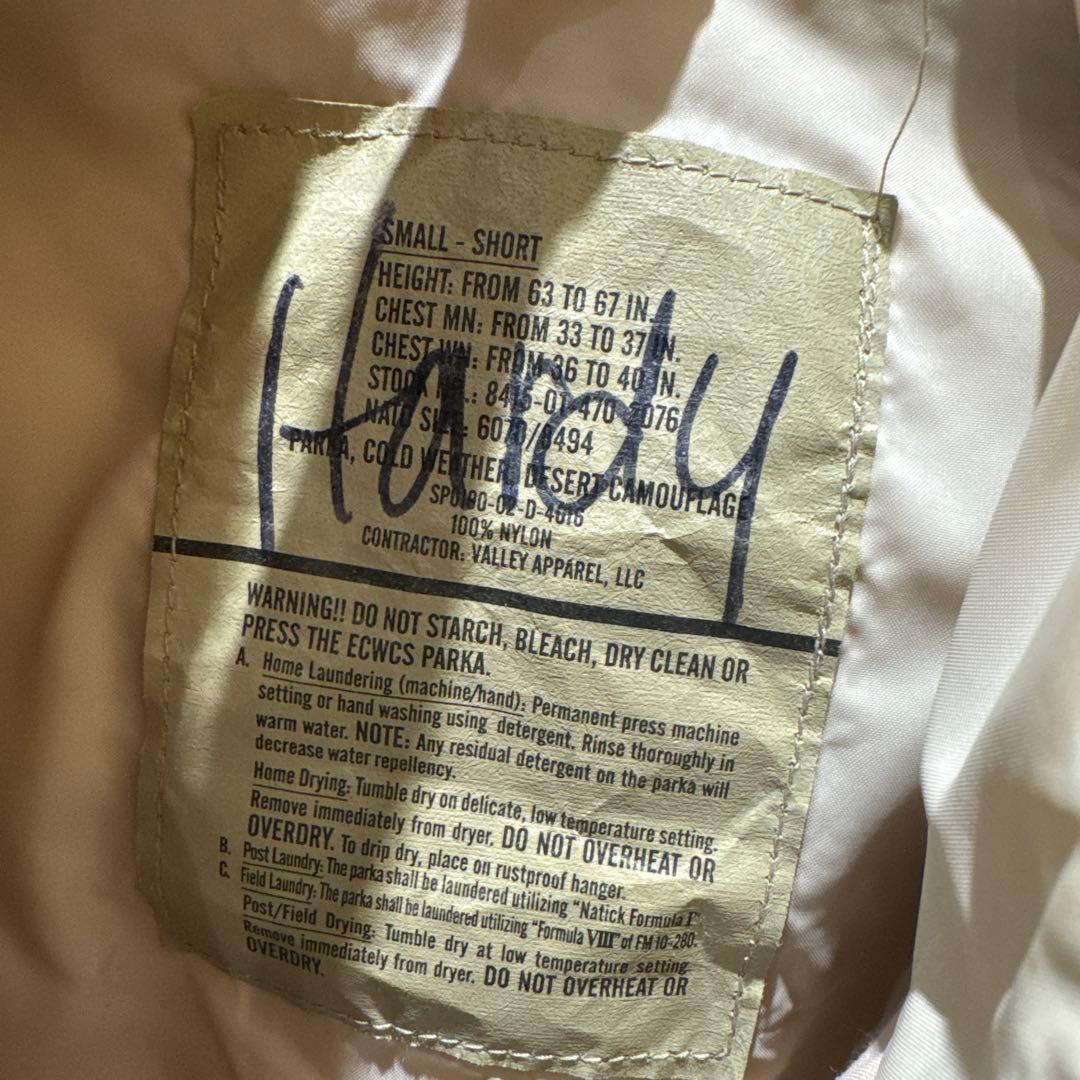 SMALL - SHORT
HEIGHT: FROM 63 TO 67 IN.
CHEST MN: FROM 33 TO 37 IN.
CHEST WN: FROM 36 TO 40 IN.
STOCK NR.:
NATO SIZE:
PARKA, COLD WEATHER, DESERT CAMOUFLAGE
100% NYLON
CONTRACTOR: VALLEY APPAREL, LLC
WARNING!! DO NOT STARCH, BLEACH, DRY CLEAN OR
PRESS THE ECWCS PARKA.
A. Home Laundering (machine/hand): Permanent press machine
setting or hand washing using detergent. Rinse thoroughly in
warm water. NOTE: Any residual detergent on the parka will
decrease water repellency.
Home Drying: Tumble dry on delicate, low temperature setting.
Remove immediately from dryer. DO NOT OVERHEAT OR
OVERDRY. To drip dry, place on rustproof hanger.
B. Post Laundry: The parka shall be laundered utilizing "Natick Formula I".
C. Field Laundry: The parka shall be laundered utilizing "Formula VIII" of FM 10-280.
Post/Field Drying: Tumble dry at low temperature setting.
Remove immediately from dryer. DO NOT OVERHEAT OR
OVERDRY.